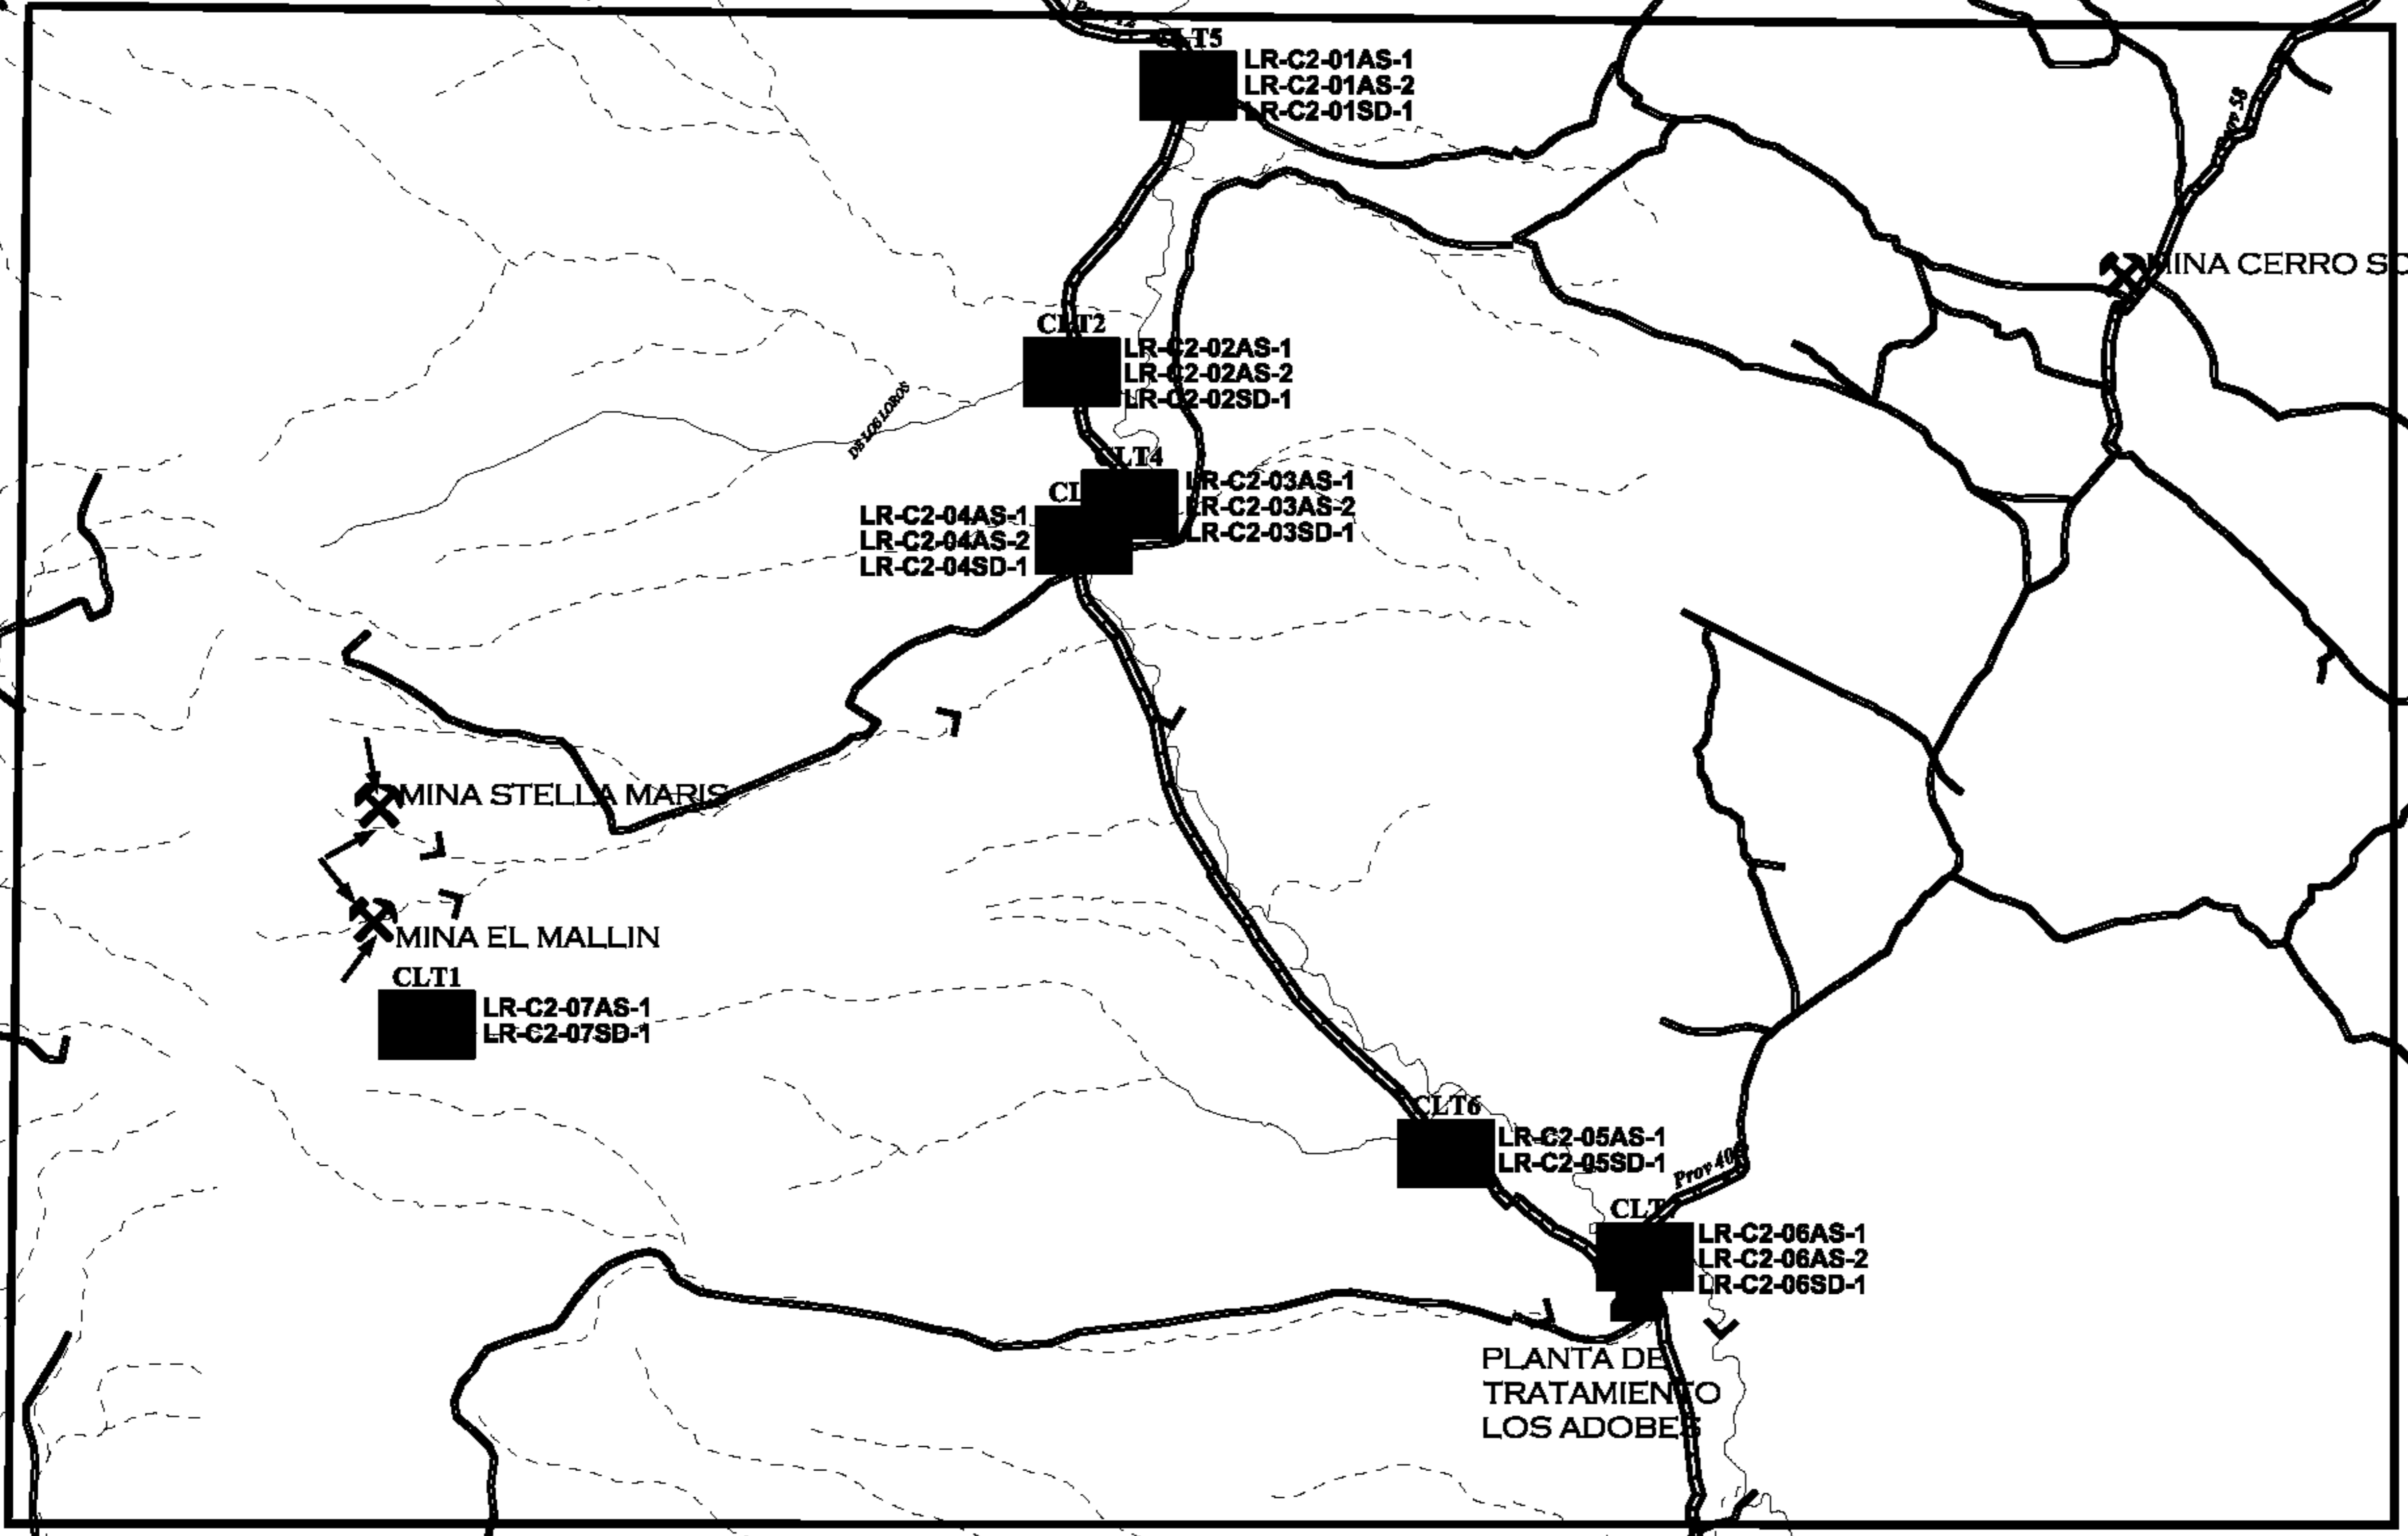 CLT5
LR-C2-01AS-1
LR-C2-01AS-2
LR-C2-01SD-1
MINA CERRO
CLT2
LR-C2-02AS-1
LR-C2-02AS-2
LR-C2-02SD-1
DE LOS LOROS
CLT4
LR-C2-03AS-1
LR-C2-03AS-2
LR-C2-03SD-1
CL
LR-C2-04AS-1
LR-C2-04AS-2
LR-C2-04SD-1
MINA STELLA MARIS
MINA EL MALLIN
CLT1
LR-C2-07AS-1
LR-C2-07SD-1
CLT6
LR-C2-05AS-1
LR-C2-05SD-1
Prov
CLT
LR-C2-06AS-1
LR-C2-06AS-2
LR-C2-06SD-1
PLANTA DE
TRATAMIENTO
LOS ADOBES